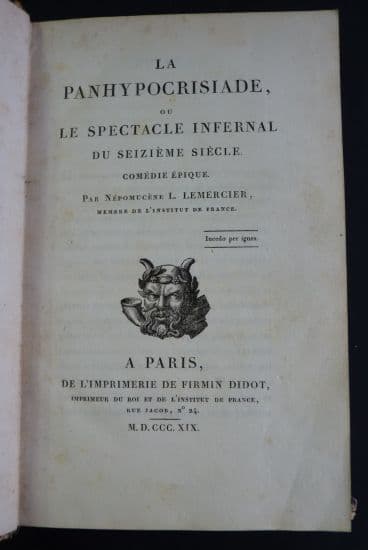 LA
PANHYPOCRISIADE,
OU
LE SPECTACLE INFERNAL
DU SEIZIÈME SIÈCLE.
COMÉDIE ÉPIQUE.
PAR NÉPOMUCÈNE L. LEMERCIER,
MEMBRE DE L'INSTITUT DE FRANCE.
Incedo per ignes.
A PARIS,
DE L'IMPRIMERIE DE FIRMIN DIDOT,
IMPRIMEUR DU ROI ET DE L'INSTITUT DE FRANCE,
RUE JACOB, Nº 24.
M. D. CCC. XIX.